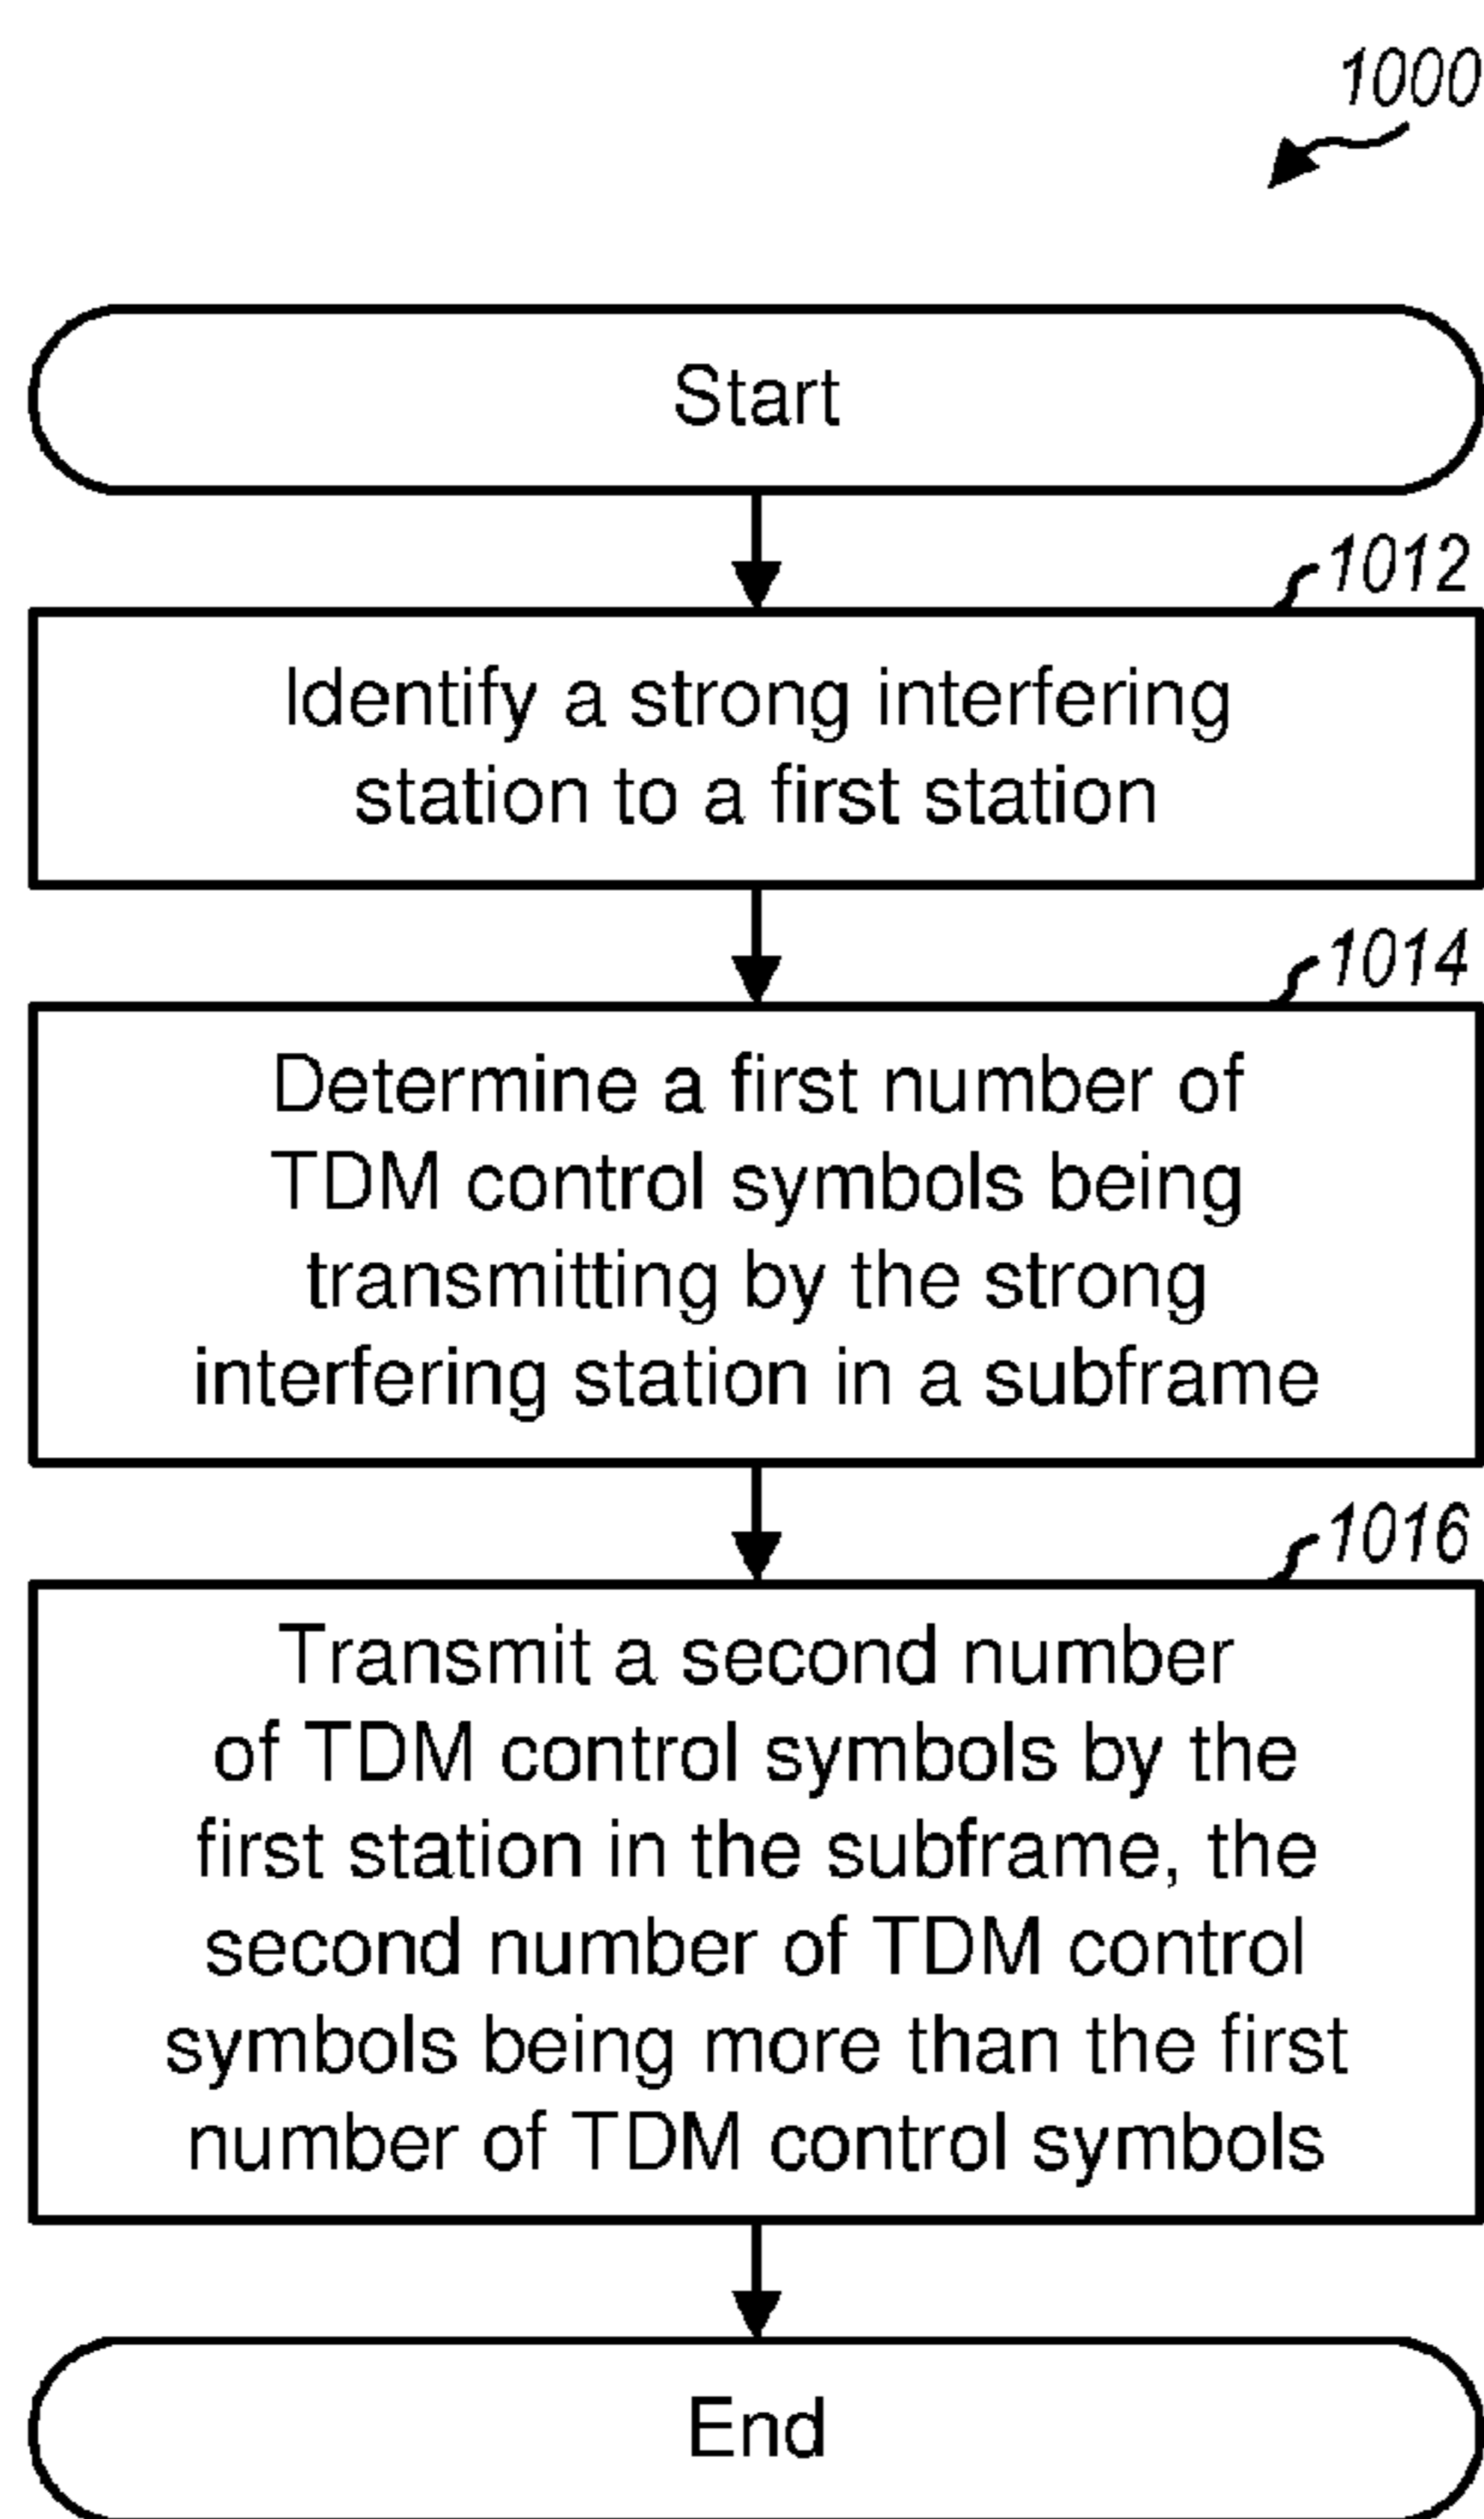 1000
Start
1012
Identify a strong interfering
station to a first station
1014
Determine a first number of
TDM control symbols being
transmitting by the strong
interfering station in a subframe
1016
Transmit a second number
of TDM control symbols by the
first station in the subframe, the
second number of TDM control
symbols being more than the first
number of TDM control symbols
End